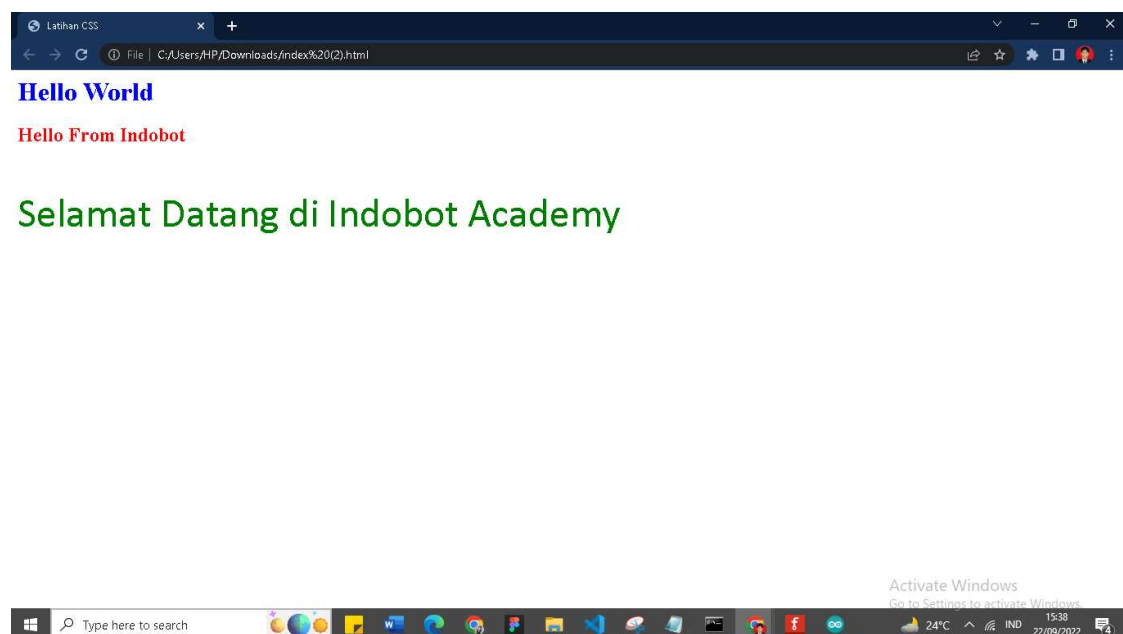 Latihan CSS
File | C:/Users/HP/Downloads/index%20(2).html
Hello World
Hello From Indobot
Selamat Datang di Indobot Academy
Activate Windows
Go to Settings to activate Windows.
Type here to search
24°C
IND
15:38
22/09/2022
4